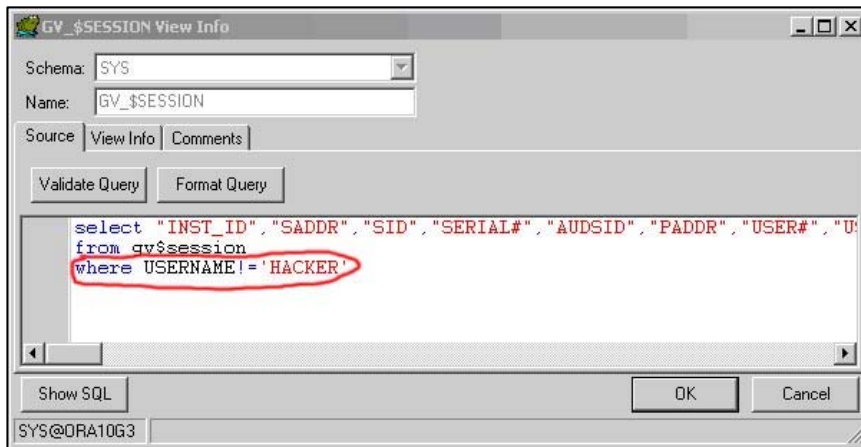 GV_$SESSION View Info
Schema: SYS
Name: GV_$SESSION
Source View Info Comments
Validate Query Format Query
select "INST_ID","SADDR","SID","SERIAL#","AUDSID","PADDR","USER#","U
from gv$session
where USERNAME!='HACKER'
Show SQL OK Cancel
SYS@ORA10G3